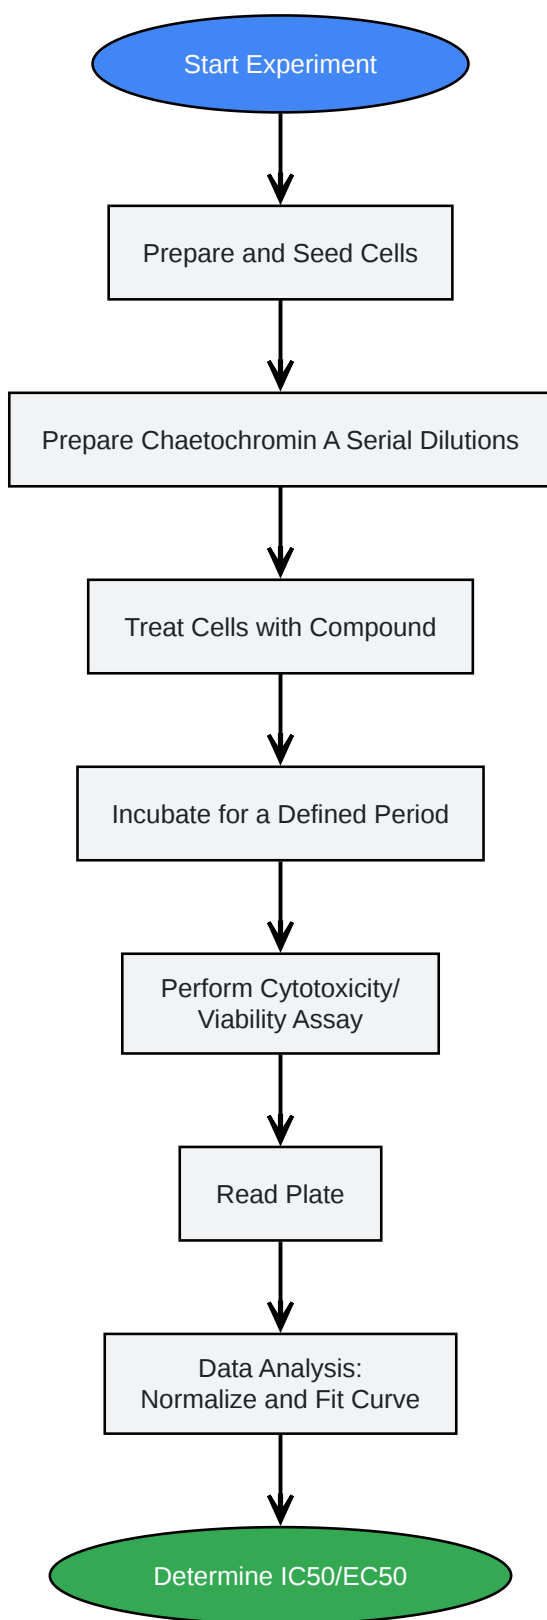 Start Experiment
Prepare and Seed Cells
Prepare Chaetochromin A Serial Dilutions
Treat Cells with Compound
Incubate for a Defined Period
Perform Cytotoxicity/
Viability Assay
Read Plate
Data Analysis:
Normalize and Fit Curve
Determine IC50/EC50